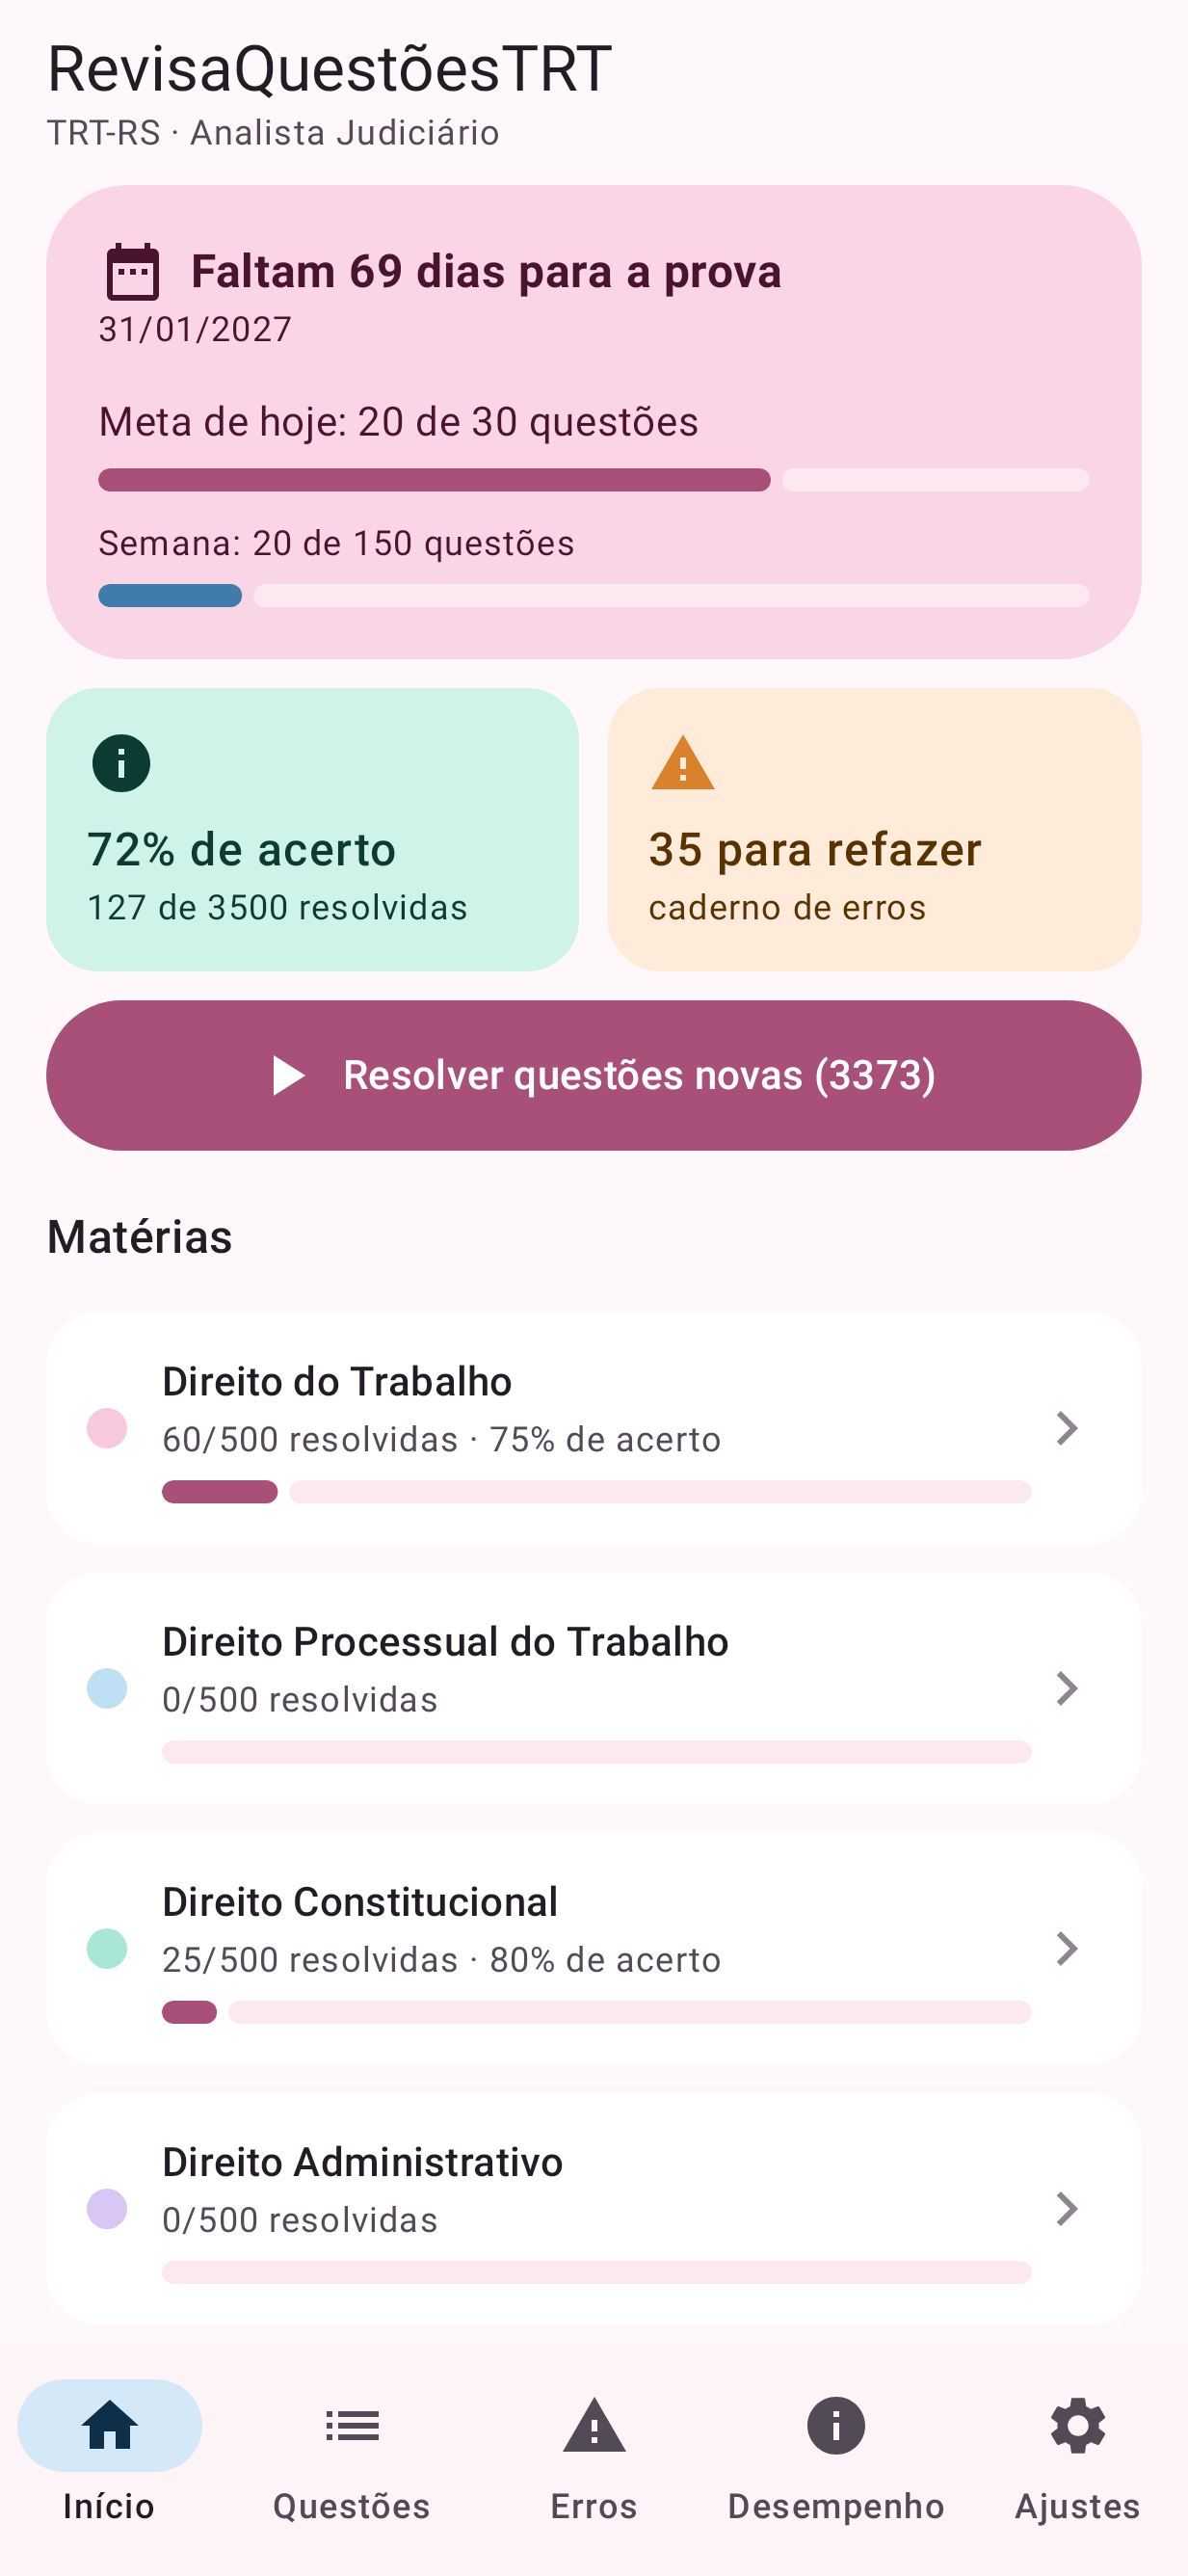 RevisaQuestõesTRT
TRT-RS · Analista Judiciário
Faltam 69 dias para a prova
31/01/2027
Meta de hoje: 20 de 30 questões
Semana: 20 de 150 questões
72% de acerto
127 de 3500 resolvidas
35 para refazer
caderno de erros
Resolver questões novas (3373)
Matérias
Direito do Trabalho
60/500 resolvidas · 75% de acerto
Direito Processual do Trabalho
0/500 resolvidas
Direito Constitucional
25/500 resolvidas · 80% de acerto
Direito Administrativo
0/500 resolvidas
Início
Questões
Erros
Desempenho
Ajustes